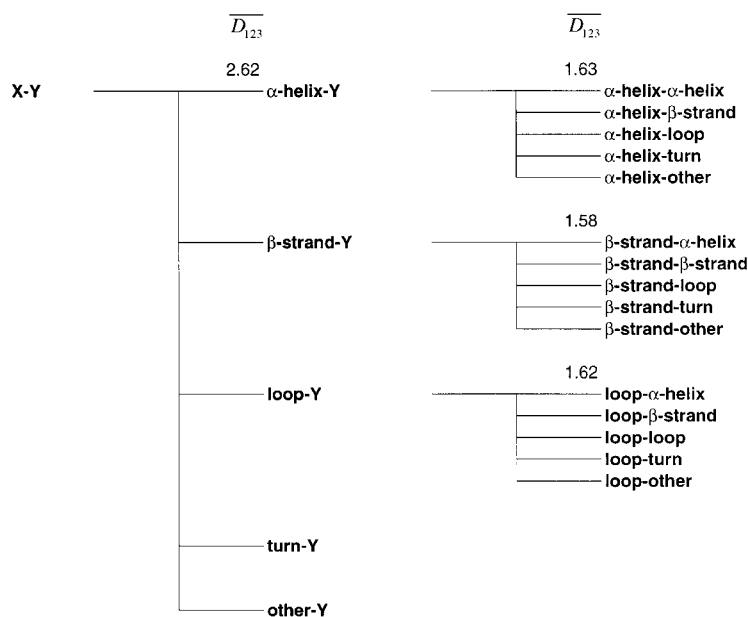 D₁₂₃ D₁₂₃
2.62 1.63
X-Y α-helix-Y α-helix-α-helix
α-helix-β-strand
α-helix-loop
α-helix-turn
α-helix-other
1.58
β-strand-Y β-strand-α-helix
β-strand-β-strand
β-strand-loop
β-strand-turn
β-strand-other
1.62
loop-Y loop-α-helix
loop-β-strand
loop-loop
loop-turn
loop-other
turn-Y
other-Y